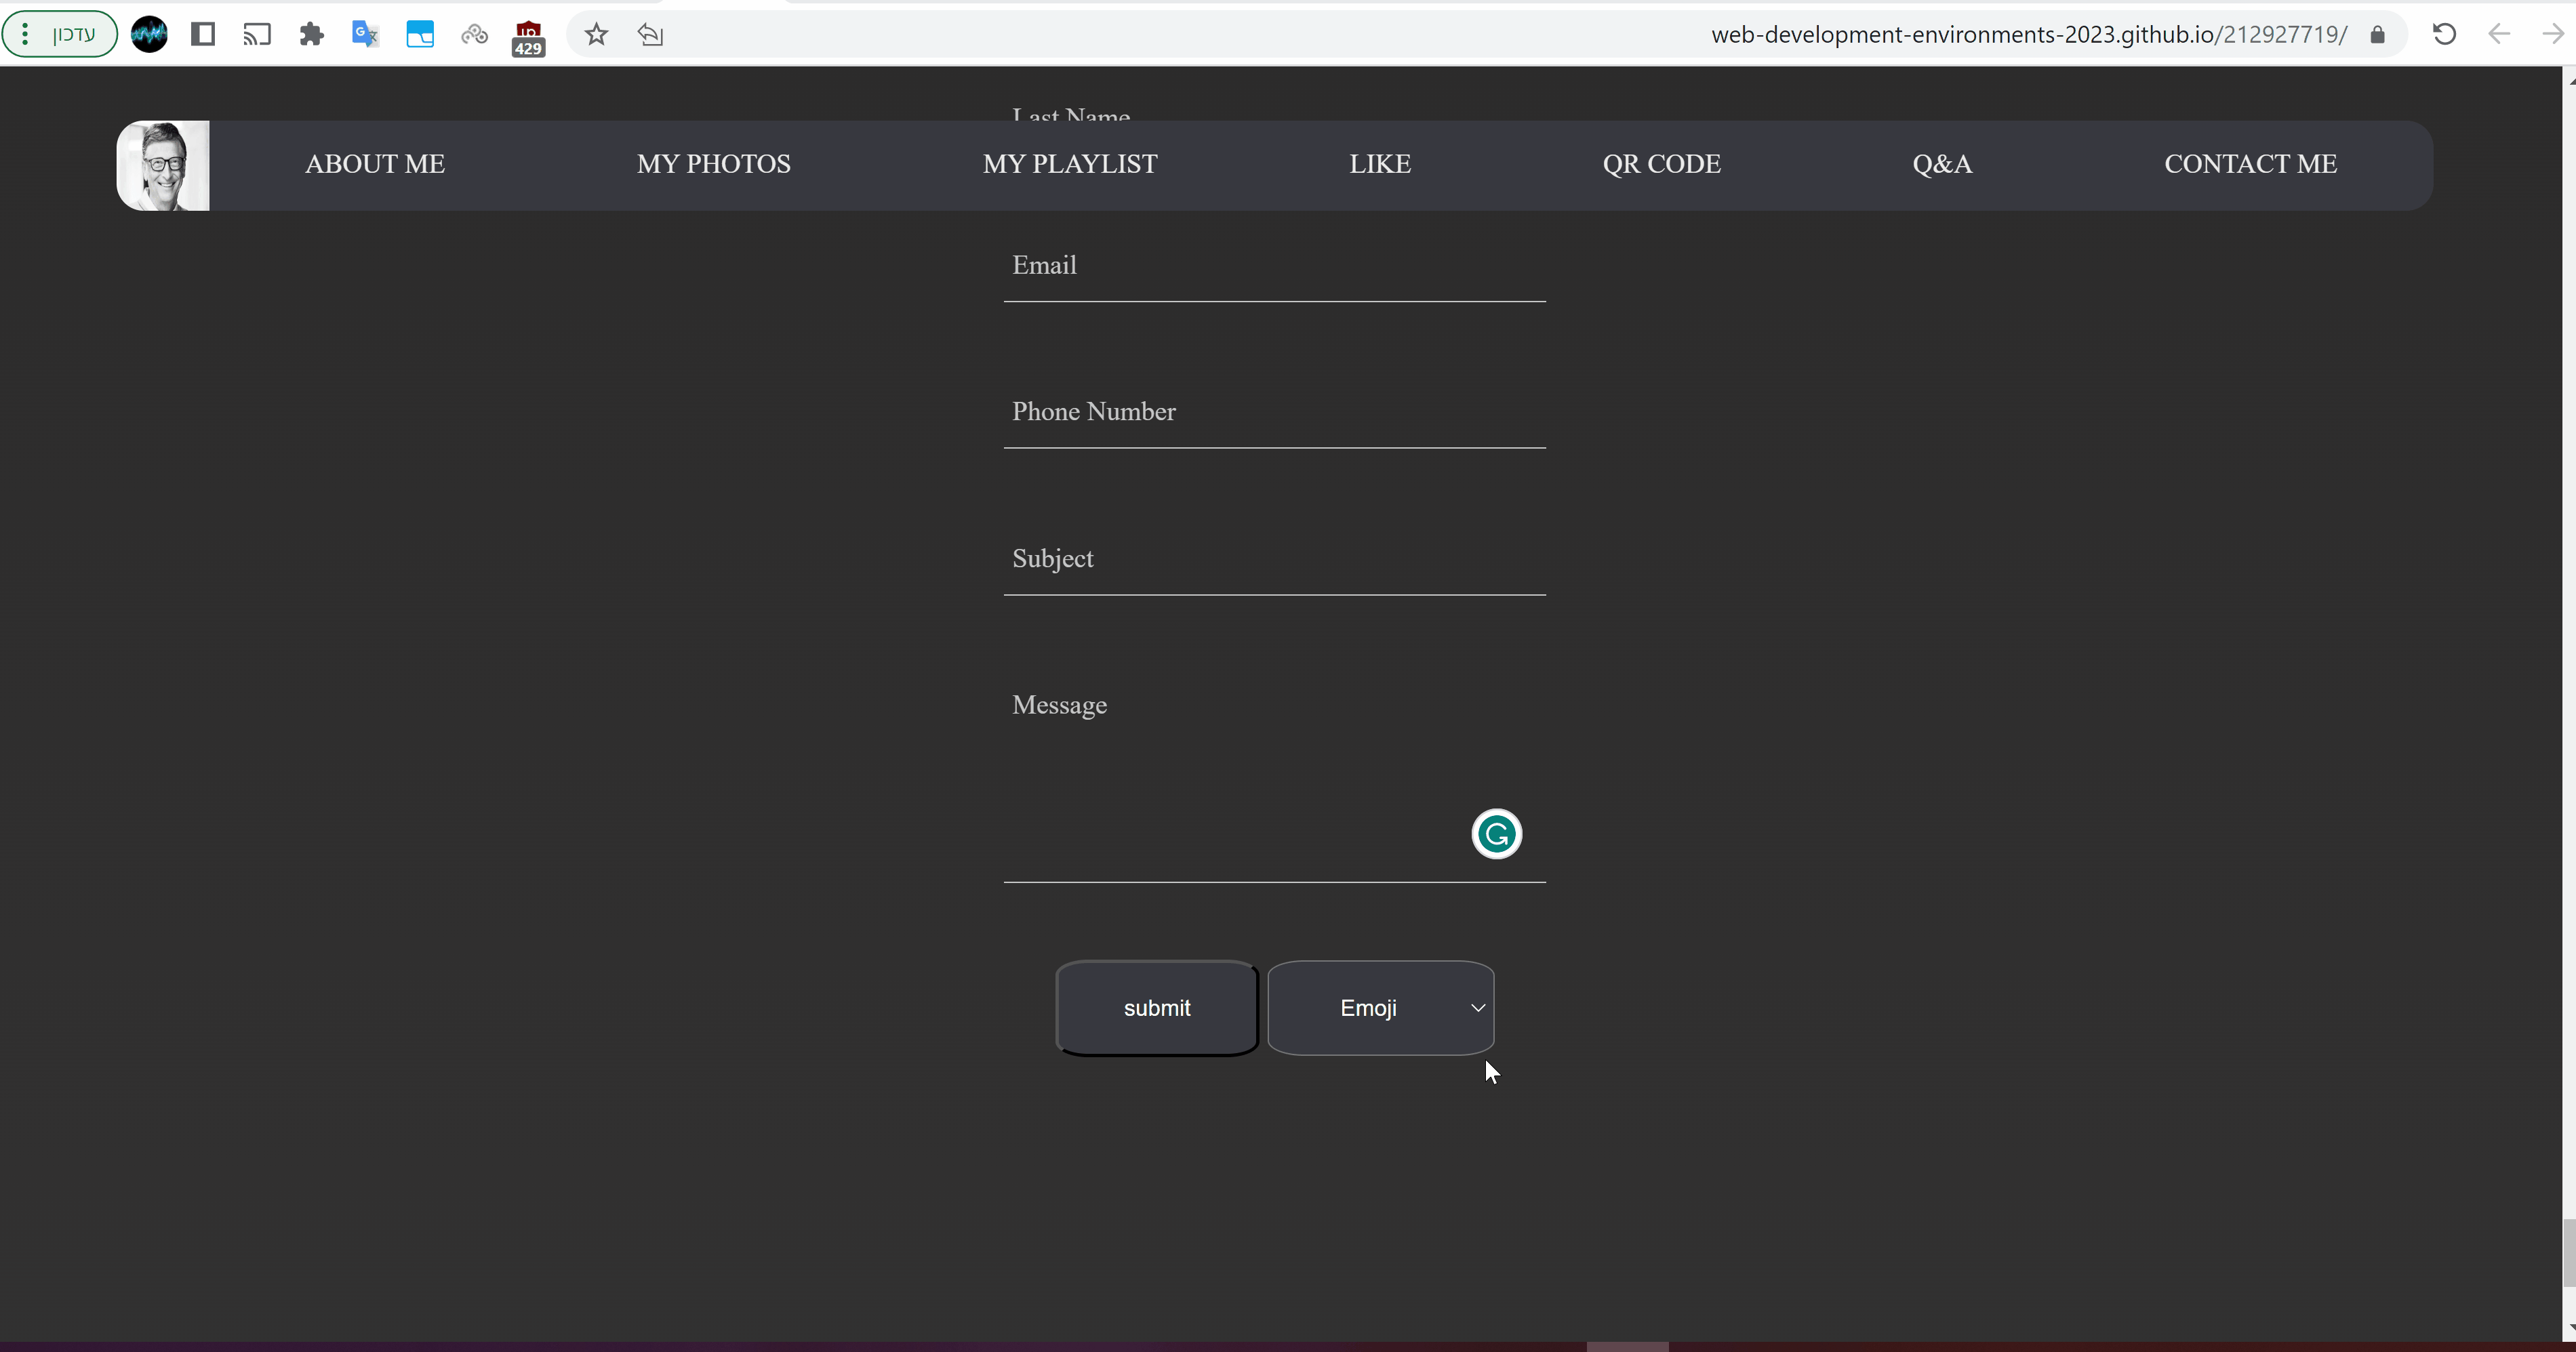 עדכון
429
web-development-environments-2023.github.io/212927719/
Last Name
ABOUT ME
MY PHOTOS
MY PLAYLIST
LIKE
QR CODE
Q&A
CONTACT ME
Email
Phone Number
Subject
Message
submit
Emoji